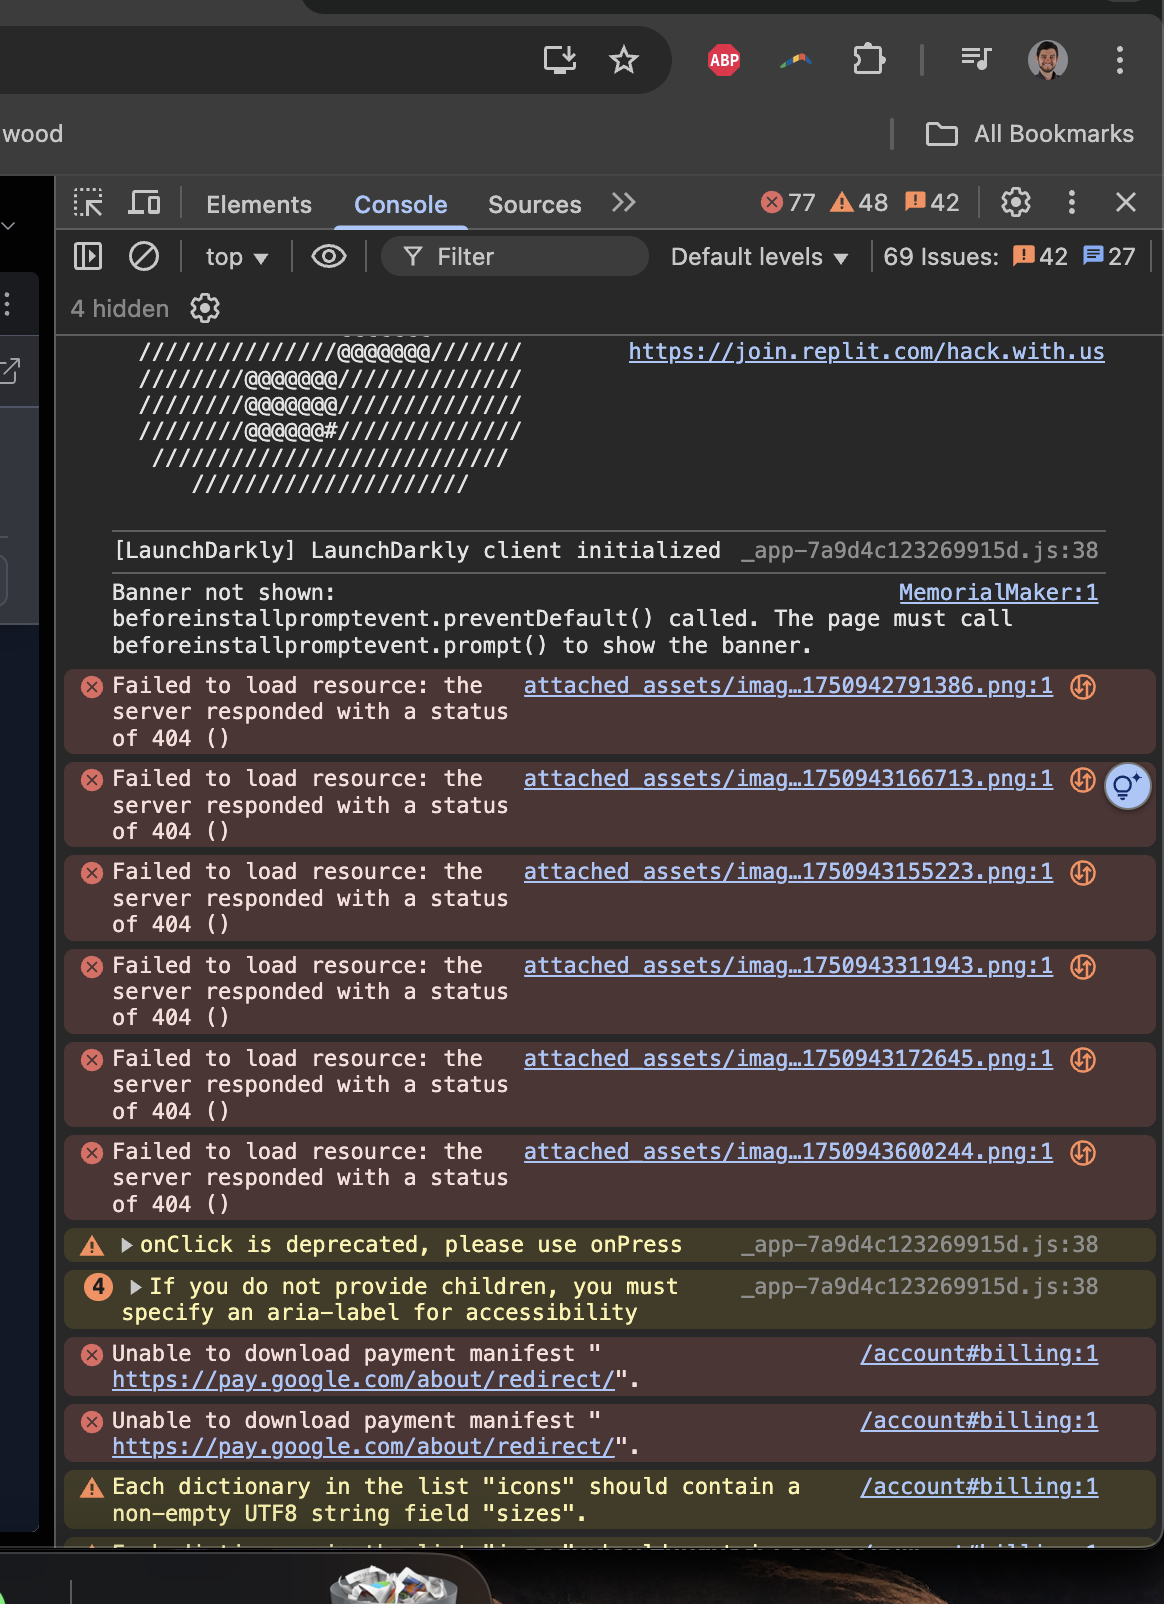 ABP
wood
All Bookmarks
Elements Console Sources 77 48 42
top Filter Default levels 69 Issues: 42 27
4 hidden
///////////////@@@@@@@/////// https://join.replit.com/hack.with.us
////////@@@@@@@//////////////
////////@@@@@@@//////////////
////////@@@@@@#//////////////
///////////////////////////
/////////////////////
[LaunchDarkly] LaunchDarkly client initialized _app-7a9d4c123269915d.js:38
Banner not shown: MemorialMaker:1
beforeinstallpromptevent.preventDefault() called. The page must call
beforeinstallpromptevent.prompt() to show the banner.
Failed to load resource: the attached_assets/imag…1750942791386.png:1
server responded with a status
of 404 ()
Failed to load resource: the attached_assets/imag…1750943166713.png:1
server responded with a status
of 404 ()
Failed to load resource: the attached_assets/imag…1750943155223.png:1
server responded with a status
of 404 ()
Failed to load resource: the attached_assets/imag…1750943311943.png:1
server responded with a status
of 404 ()
Failed to load resource: the attached_assets/imag…1750943172645.png:1
server responded with a status
of 404 ()
Failed to load resource: the attached_assets/imag…1750943600244.png:1
server responded with a status
of 404 ()
onClick is deprecated, please use onPress _app-7a9d4c123269915d.js:38
4 If you do not provide children, you must _app-7a9d4c123269915d.js:38
specify an aria-label for accessibility
Unable to download payment manifest " /account#billing:1
https://pay.google.com/about/redirect/".
Unable to download payment manifest " /account#billing:1
https://pay.google.com/about/redirect/".
Each dictionary in the list "icons" should contain a /account#billing:1
non-empty UTF8 string field "sizes".